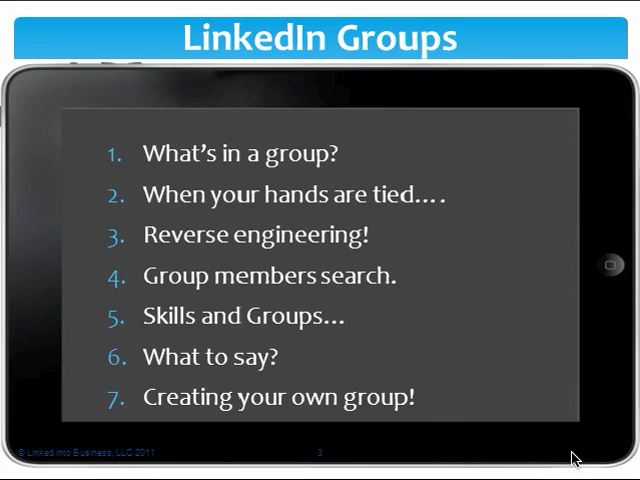 LinkedIn Groups
1. What's in a group?
2. When your hands are tied....
3. Reverse engineering!
4. Group members search.
5. Skills and Groups...
6. What to say?
7. Creating your own group!
© Linked into Business, LLC 2011
3